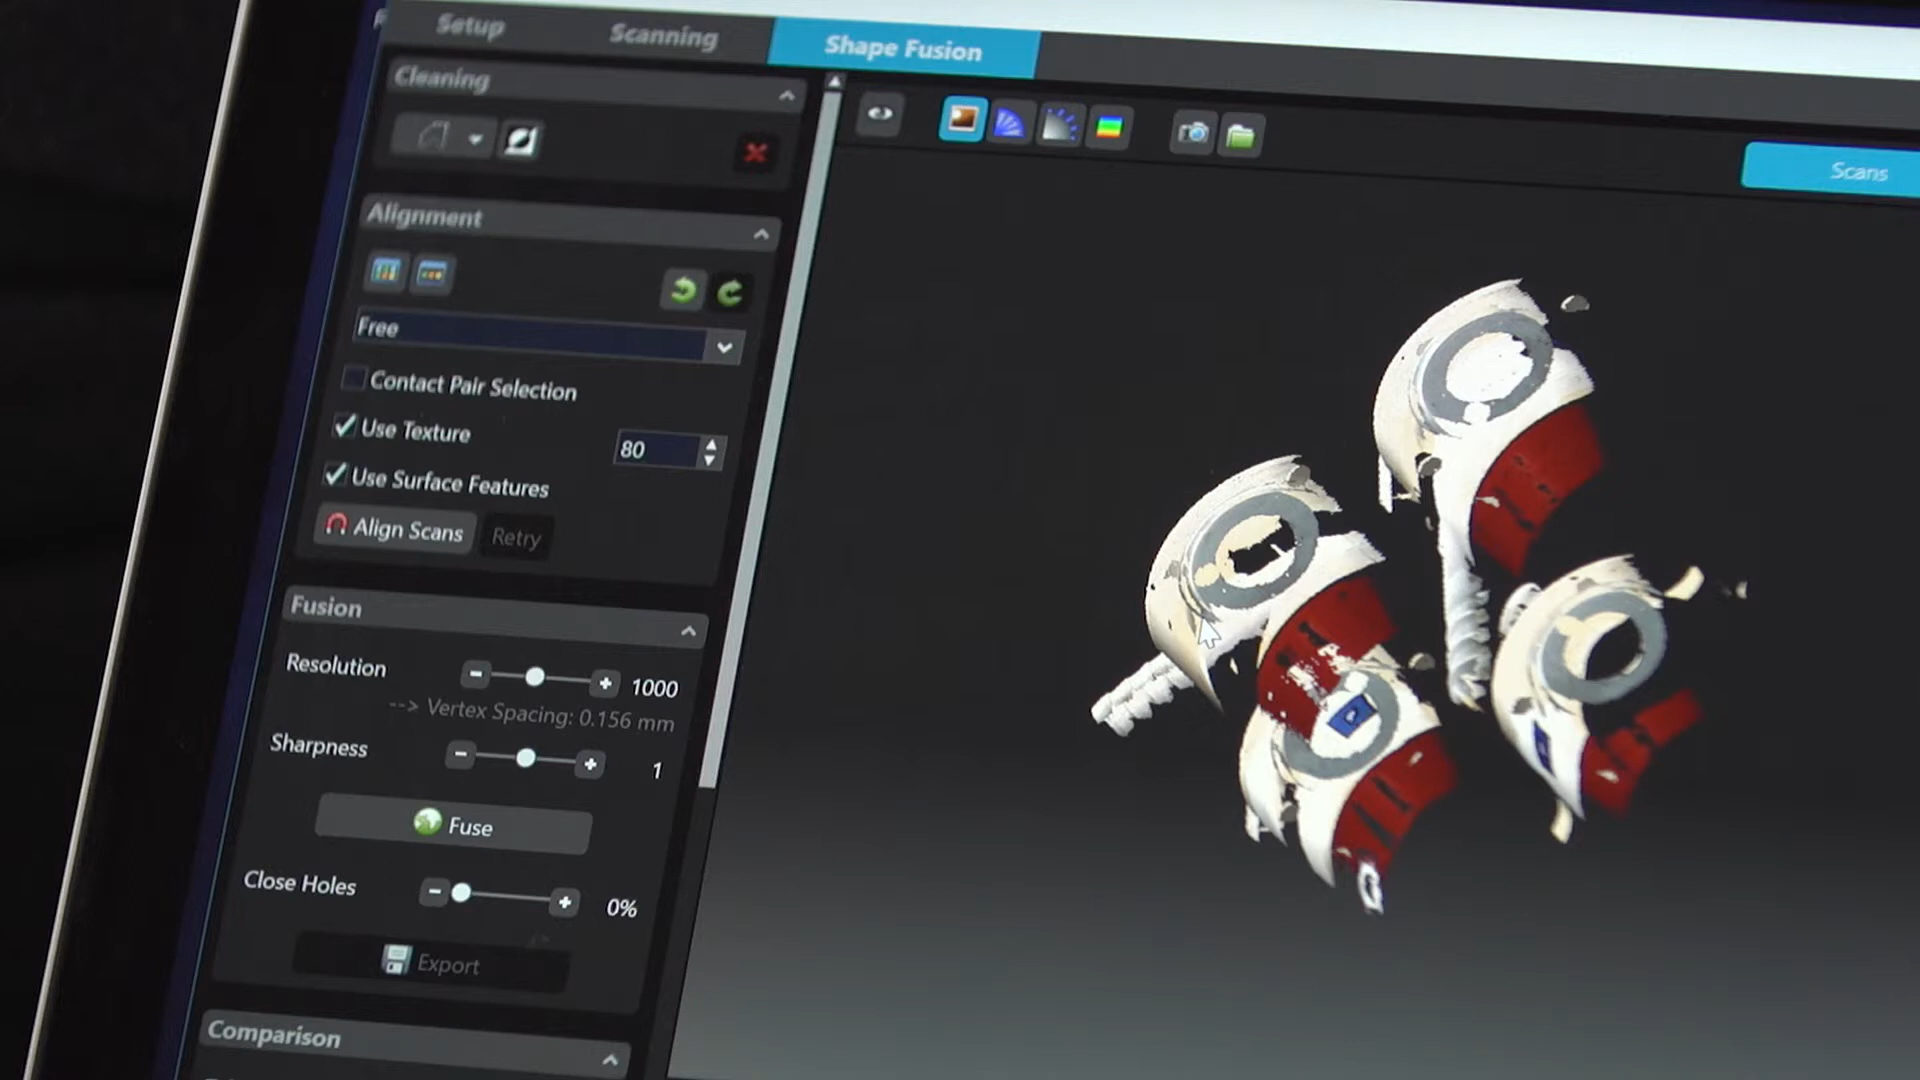 Setup
Scanning
Shape Fusion
Cleaning
Scans
Alignment
Free
Contact Pair Selection
Use Texture
80
Use Surface Features
Align Scans
Retry
Fusion
Resolution
1000
--> Vertex Spacing: 0.156 mm
Sharpness
1
Fuse
Close Holes
0%
Export
Comparison